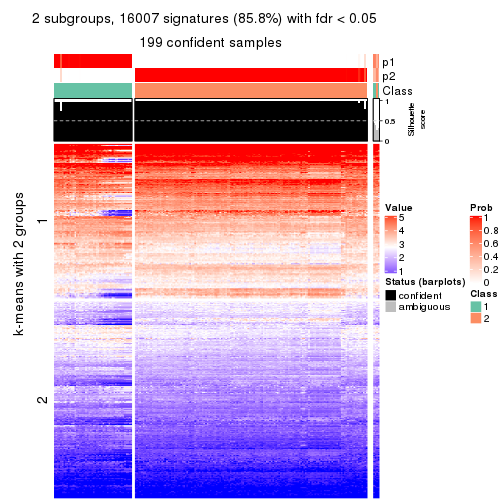 2 subgroups, 16007 signatures (85.8%) with fdr < 0.05
199 confident samples
p1
p2
Class
1
0.5
0
Silhouette
score
k-means with 2 groups
1
2
Value
5
4
3
2
1
Prob
1
0.8
0.6
0.4
0.2
0
Status (barplots)
confident
ambiguous
Class
1
2